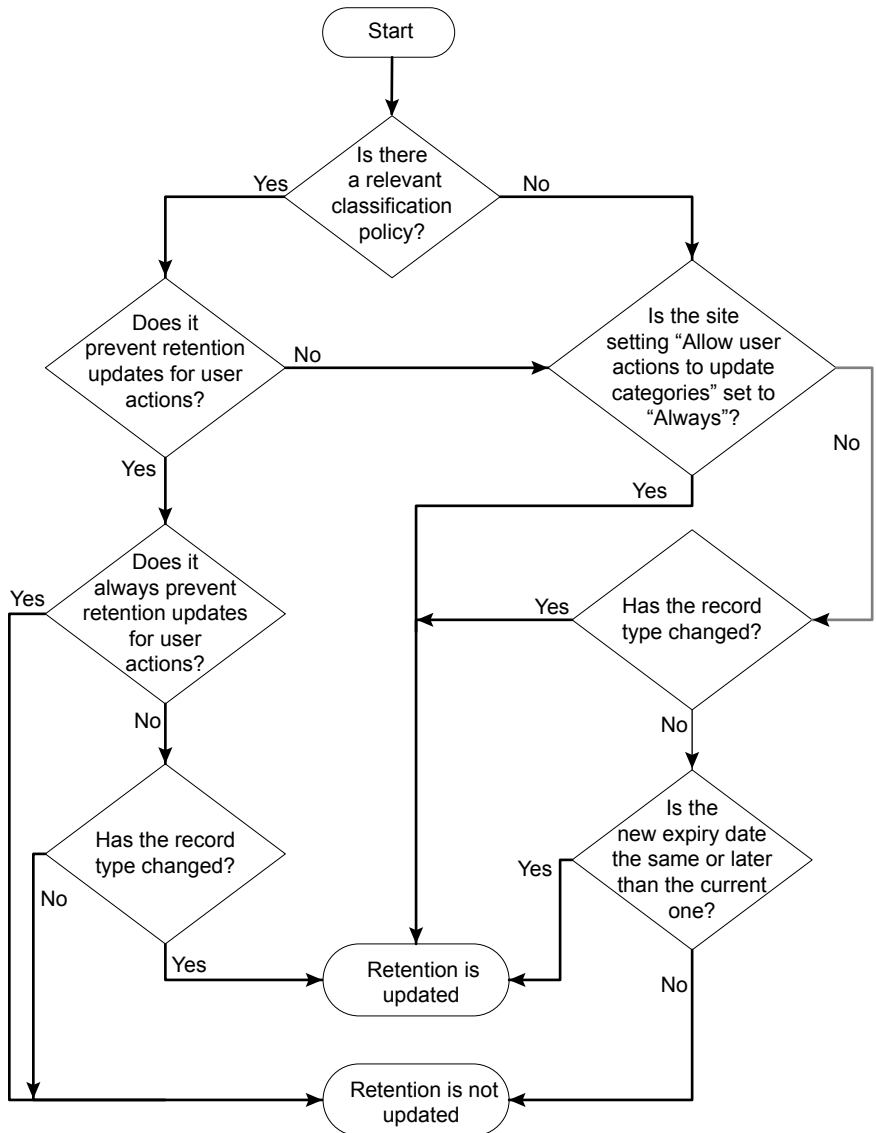 Start
Is there
a relevant
classification
policy?
Yes
No
Does it
prevent retention
updates for user
actions?
No
Is the site
setting “Allow user
actions to update
categories” set to
“Always”?
No
Yes
Yes
Does it
always prevent
retention updates
for user
actions?
Yes
Has the record
type changed?
Yes
No
No
Is the
new expiry date
the same or later
than the current
one?
Yes
Has the record
type changed?
No
Yes
Retention is
updated
No
Retention is not
updated